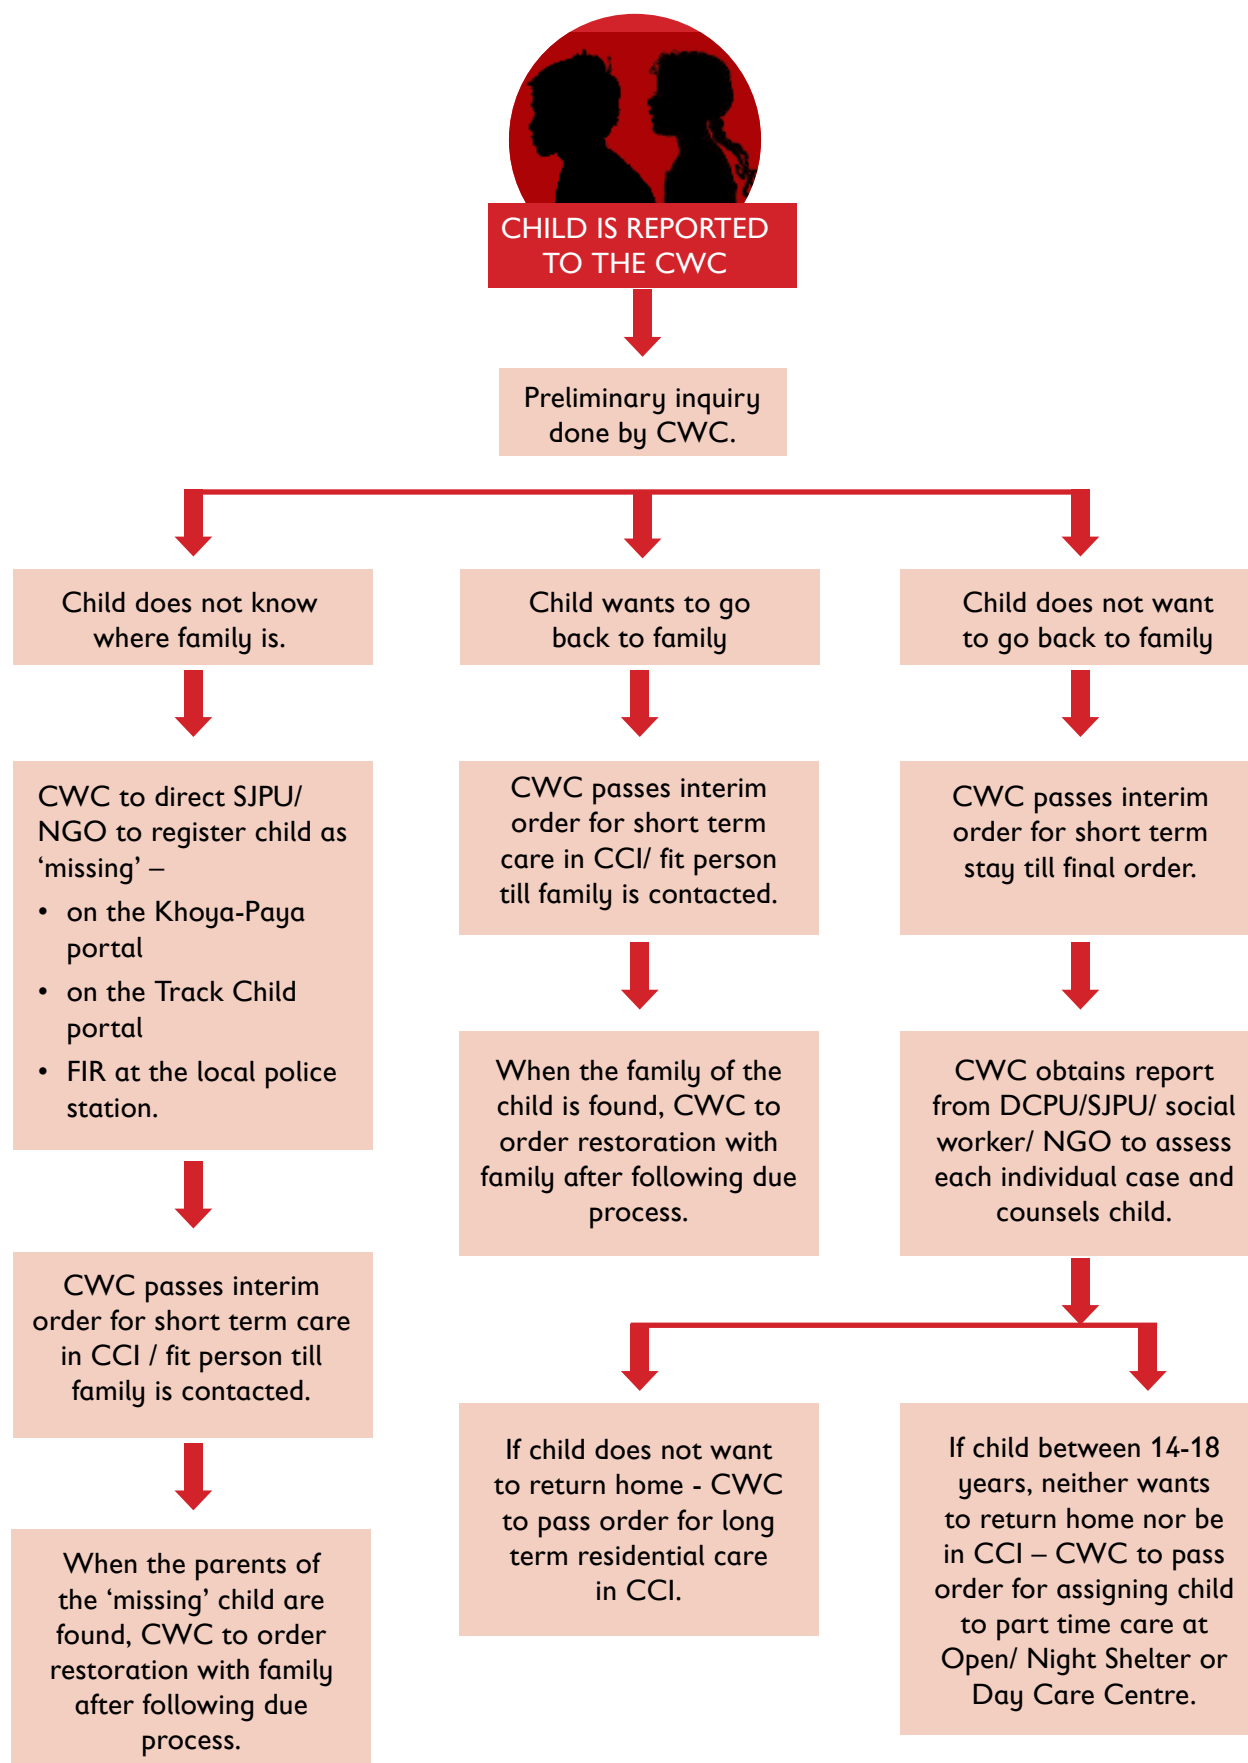 CHILD IS REPORTED
TO THE CWC
Preliminary inquiry
done by CWC.
Child does not know
where family is.
Child wants to go
back to family
Child does not want
to go back to family
CWC to direct SJPU/
NGO to register child as
‘missing’ –
• on the Khoya-Paya
portal
• on the Track Child
portal
• FIR at the local police
station.
CWC passes interim
order for short term
care in CCI/ fit person
till family is contacted.
CWC passes interim
order for short term
stay till final order.
When the family of the
child is found, CWC to
order restoration with
family after following due
process.
CWC obtains report
from DCPU/SJPU/ social
worker/ NGO to assess
each individual case and
counsels child.
CWC passes interim
order for short term care
in CCI / fit person till
family is contacted.
If child does not want
to return home - CWC
to pass order for long
term residential care
in CCI.
If child between 14-18
years, neither wants
to return home nor be
in CCI – CWC to pass
order for assigning child
to part time care at
Open/ Night Shelter or
Day Care Centre.
When the parents of
the ‘missing’ child are
found, CWC to order
restoration with family
after following due
process.